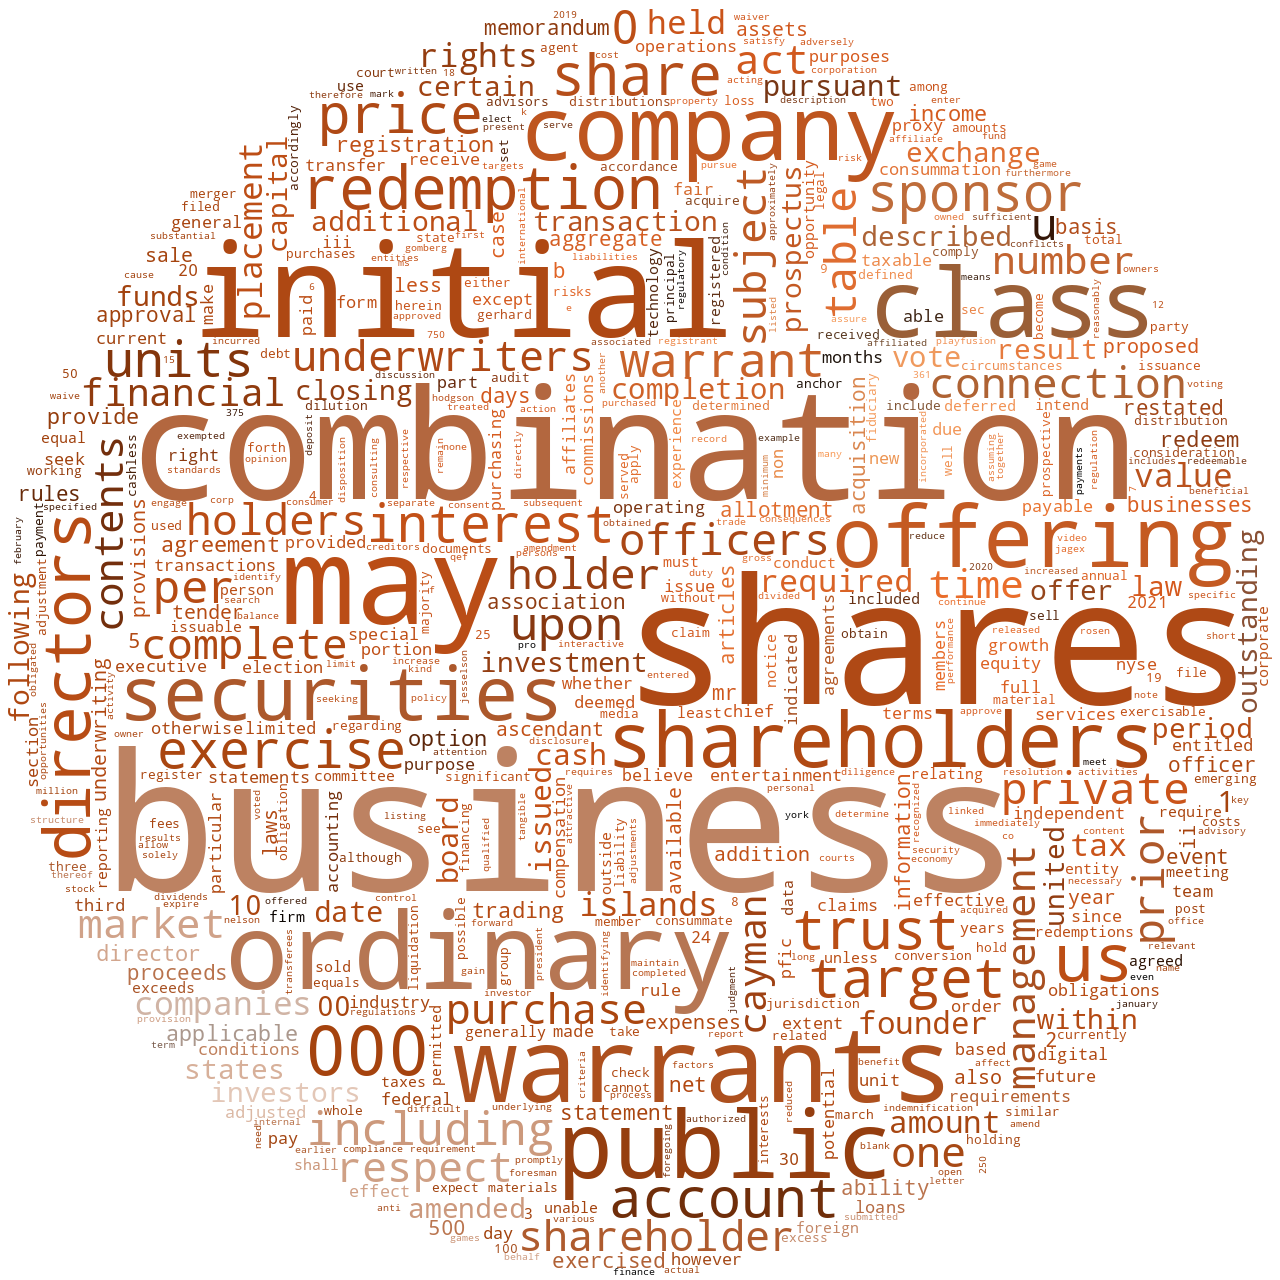 2019 waiver
memorandum 0 held assets satisfy adversely
rights agent operations
court written 18 cost act purposes
use certain share acting corporation
therefore mark advisors distributions property loss pursuant description two among enter
price elect present k serve company income
registration set proxy amounts affiliate fund
accordingly transfer receive accordance pursue risk exchange game
placement capital merger targets fair consummation furthermore
filed redemption acquire subject approximately prospectus opportunity legal table sponsor
general additional transaction owned sufficient u basis
substantial iii state first case international aggregate described conflicts total
sale purchases gomberg liabilities taxable comply
cause 20 entities ms either b technology principal regulatory registered condition 9 defined number owners
funds make paid 6 form less except risks listed class means become reasonably
approval incurred initial herein approved gerhard e assure able sec 12
current 15 units 750 associated registrant received affiliated playfusion party
50 debt underwriters warrant months vote circumstances result proposed
waive financial discussion closing part audit another completion anchor 361 issuance
provide 375 dilution treated days affiliates commissions purchased determined include deferred connection voting
equal exempted forth deposit hodgson action experience record example fiduciary intend restated
seek right opinion disposition consulting respective none remain purchasing directly served apply non minimum many acquisition new well due incorporated assuming together prospective payments regulation distribution redeem
working standards combination consideration includes redeemable
rules cashless corp 4 separate consent subsequent value 7 beneficial
specified contents engage consumer operating allotment payable businesses
february payment provisions used holders interest obtained trade consequences officers reduce offering video
agreement provided creditors documents amendment persons gross conduct 2020 jagex
adjustment directors per transactions identify may qef if holder must duty required increased annual law
following person search majority issue without divided time offer specific
obligated tender balance interactive association articles claim included continue sell 2021 short
issuable special 25 upon notice obtain members performance released rosen outstanding corporate
5 complete portion pro shares growth
executive election limit increase kind investment entered indicated agreements equity nyse
activity securities seeking policy jesselson whether mr full 19 file
section opportunities underwriting otherwise limited regarding option media deemed least chief terms material note exercisable
owner exercise attention ascendant approve services period
million reporting register statements committee purpose disclosure cash shareholders meet entitled
structure voted significant requires believe entertainment diligence relating resolution activities officer
fees listing tangible attractive personal information private emerging
results laws obligation accounting see issued available york determine recognized linked independent 1 key
allow particular board financing qualified compensation outside liability adjustments immediately require costs
solely although business addition courts security economy co content tax ii advisory
three thereof united event
stock dividends control 8 claims effective entity meeting
third expire 10 offered firm date possible trading islands member data acquired necessary team
market nelson forward consummate cayman year prior post
director transferees liquidation president identifying 24 pfic trust years since office
proceeds sold gain ordinary maintain unless conversion hold redemptions relevant
exceeds equals group completed long target us agreed name
companies 00 industry investor rule judgment jurisdiction management even
provision regulations purchase order obligations january
applicable generally made take expenses report extent founder within
term conditions 000 permitted warrants related based 2 currently
states taxes factors check net benefit unit also affect digital
investors federal criteria cannot process reduced future
adjusted whole difficult underlying statement interests march indemnification requirements similar
need internal including authorized potential amount amend
pay earlier compliance requirement foregoing public blank one holding
shall respect promptly foresman 30 open 250
effect expect materials account ability letter
anti amended 3 unable loans
500 various foreign submitted
games day shareholder excess
100 behalf exercised however
finance actual